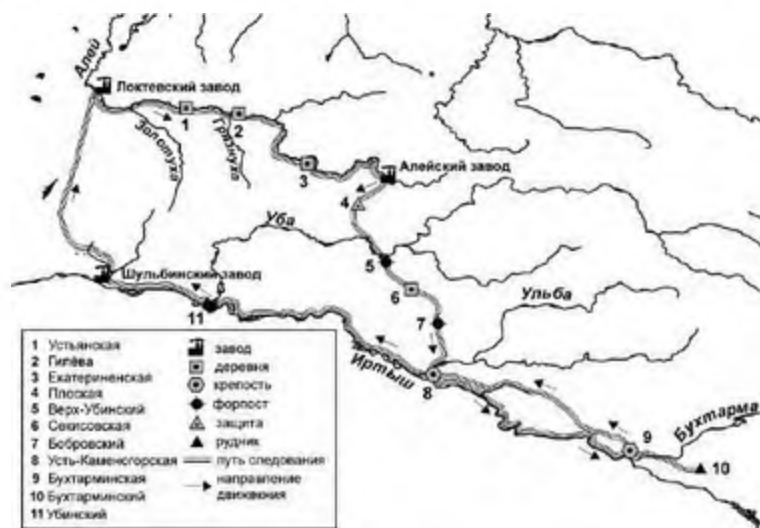 Алей
Локтевский завод
1
2
Золотуха
Грязнуха
3
Алейский завод
4
Уба
5
Шульбинский завод
6
Ульба
11
7
Иртыш
8
Бухтарма
9
10
1 Устьянская
2 Гилёва
3 Екатериненская
4 Плоская
5 Верх-Убинский
6 Секисовская
7 Бобровский
8 Усть-Каменогорская
9 Бухтарминская
10 Бухтарминский
11 Убинский
завод
деревня
крепость
форпост
защита
рудник
путь следования
направление
движения